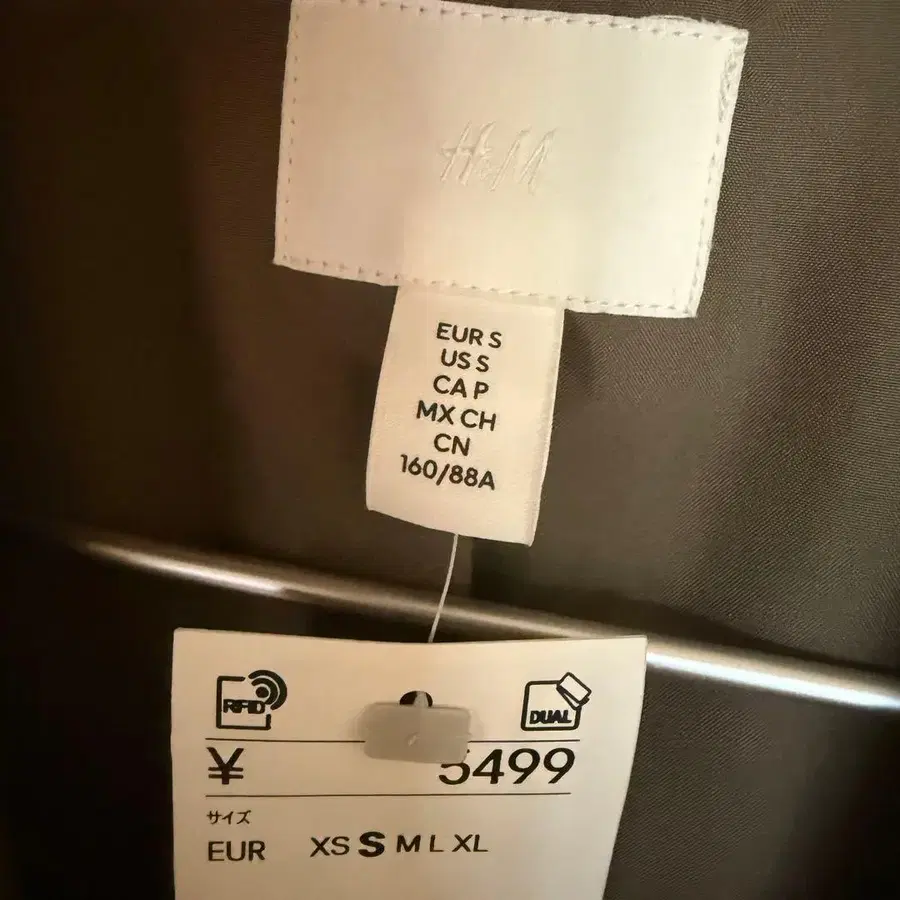 H&M
EUR S
US S
CA P
MX CH
CN
160/88A
RFID
DUAL
¥ 5499
サイズ
EUR XS S M L XL